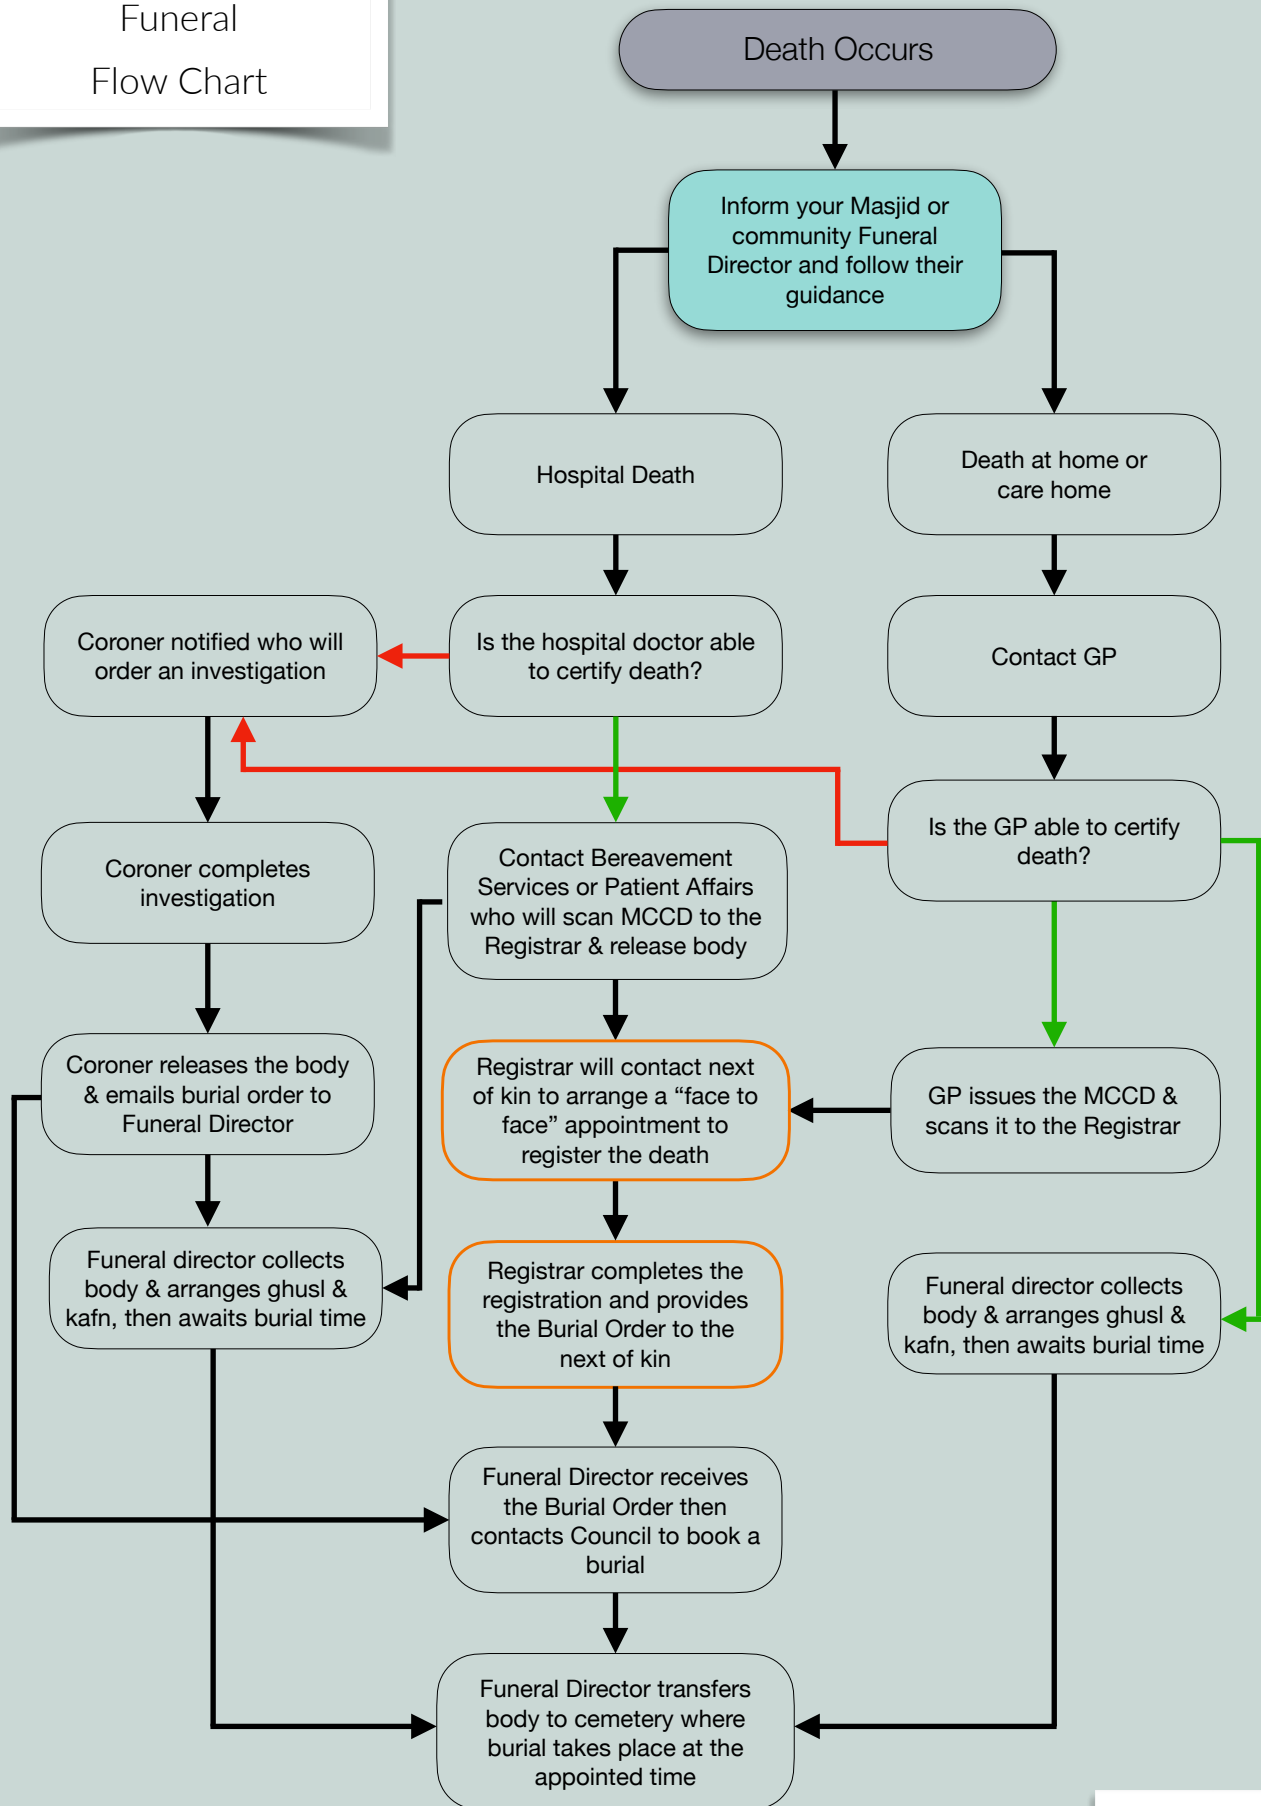 Funeral
Flow Chart
Death Occurs
Inform your Masjid or
community Funeral
Director and follow their
guidance
Hospital Death
Death at home or
care home
Coroner notified who will
order an investigation
Is the hospital doctor able
to certify death?
Contact GP
Coroner completes
investigation
Contact Bereavement
Services or Patient Affairs
who will scan MCCD to the
Registrar & release body
Is the GP able to certify
death?
Coroner releases the body
& emails burial order to
Funeral Director
Registrar will contact next
of kin to arrange a “face to
face” appointment to
register the death
GP issues the MCCD &
scans it to the Registrar
Funeral director collects
body & arranges ghusl &
kafn, then awaits burial time
Registrar completes the
registration and provides
the Burial Order to the
next of kin
Funeral director collects
body & arranges ghusl &
kafn, then awaits burial time
Funeral Director receives
the Burial Order then
contacts Council to book a
burial
Funeral Director transfers
body to cemetery where
burial takes place at the
appointed time